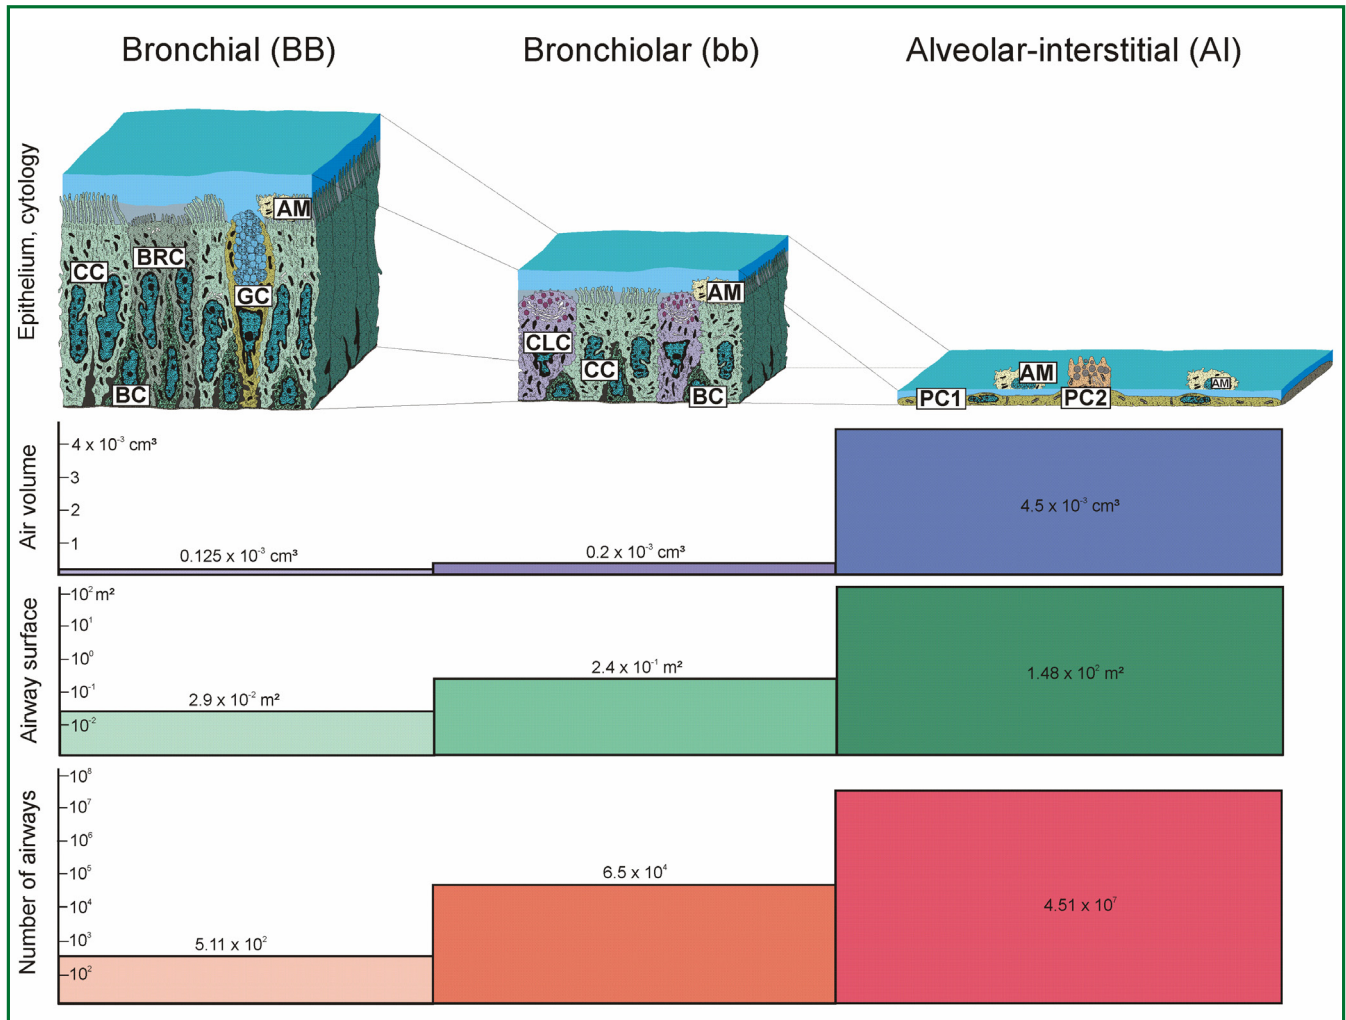 Bronchial (BB)
Bronchiolar (bb)
Alveolar-interstitial (AI)
Epithelium, cytology
AM
BRC
CC
GC
BC
AM
CLC
CC
BC
AM
AM
PC1
PC2
Air volume
4 x 10⁻³ cm³
3
2
1
0.125 x 10⁻³ cm³
0.2 x 10⁻³ cm³
4.5 x 10⁻³ cm³
Airway surface
10² m²
10¹
10⁰
10⁻¹
10⁻²
2.9 x 10⁻² m²
2.4 x 10⁻¹ m²
1.48 x 10² m²
Number of airways
10⁸
10⁷
10⁶
10⁵
10⁴
10³
10²
5.11 x 10²
6.5 x 10⁴
4.51 x 10⁷